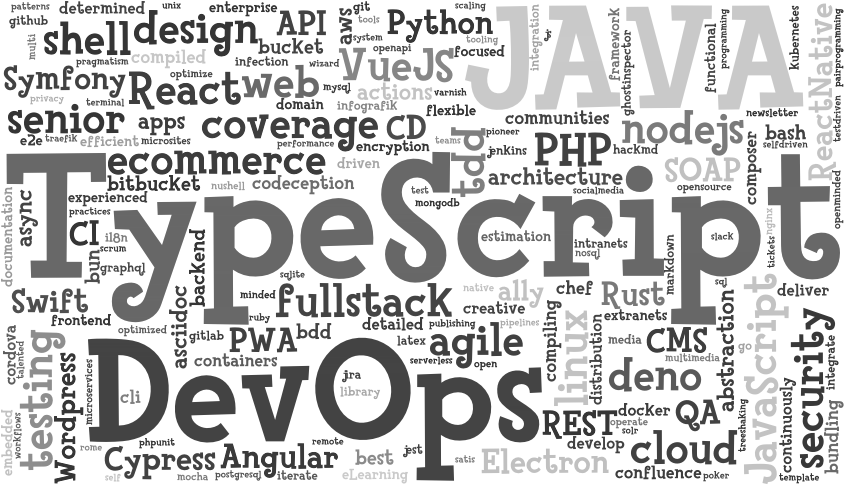 patterns
determined
unix
enterprise
API
aws
git
tools
scaling
Python
JAVA
integration
jr
framework
functional
programming
kubernetes
ReactNative
pairprogramming
github
multi
shell
design
bucket
system
tooling
openapi
focused
ghostinspector
pragmatism
compiled
infection
wizard
VueJS
Symfony
React
optimize
web
mysql
actions
varnish
privacy
terminal
domain
infografik
flexible
senior
apps
coverage
CD
communities
nodejs
newsletter
bash
testdriven
e2e
traefik
efficient
microsites
performance
encryption
teams
tdd
pioneer
jenkins
PHP
hackmd
selfdriven
ecommerce
driven
SOAP
composer
bitbucket
nushell
codeception
architecture
socialmedia
opensource
openminded
documentation
async
experienced
practices
TypeScript
test
mongodb
CI
i18n
scrum
bun
graphql
backend
estimation
intranets
nosql
markdown
slack
nginx
tickets
sqlite
Swift
asciidoc
minded
fullstack
native
a11y
chef
Rust
sql
deliver
frontend
ruby
creative
extranets
optimized
gitlab
PWA
bdd
detailed
publishing
pipelines
compiling
linux
distribution
abstraction
JavaScript
cordova
talented
testing
Wordpress
containers
latex
agile
serverless
open
media
CMS
multimedia
go
security
integrate
microservices
DevOps
cli
jira
library
deno
embedded
workflows
REST
docker
operate
solr
QA
treeshaking
continuously
bundling
rome
phpunit
remote
jest
develop
cloud
Cypress
Angular
best
satis
Electron
confluence
poker
template
self
mocha
postgresql
iterate
eLearning